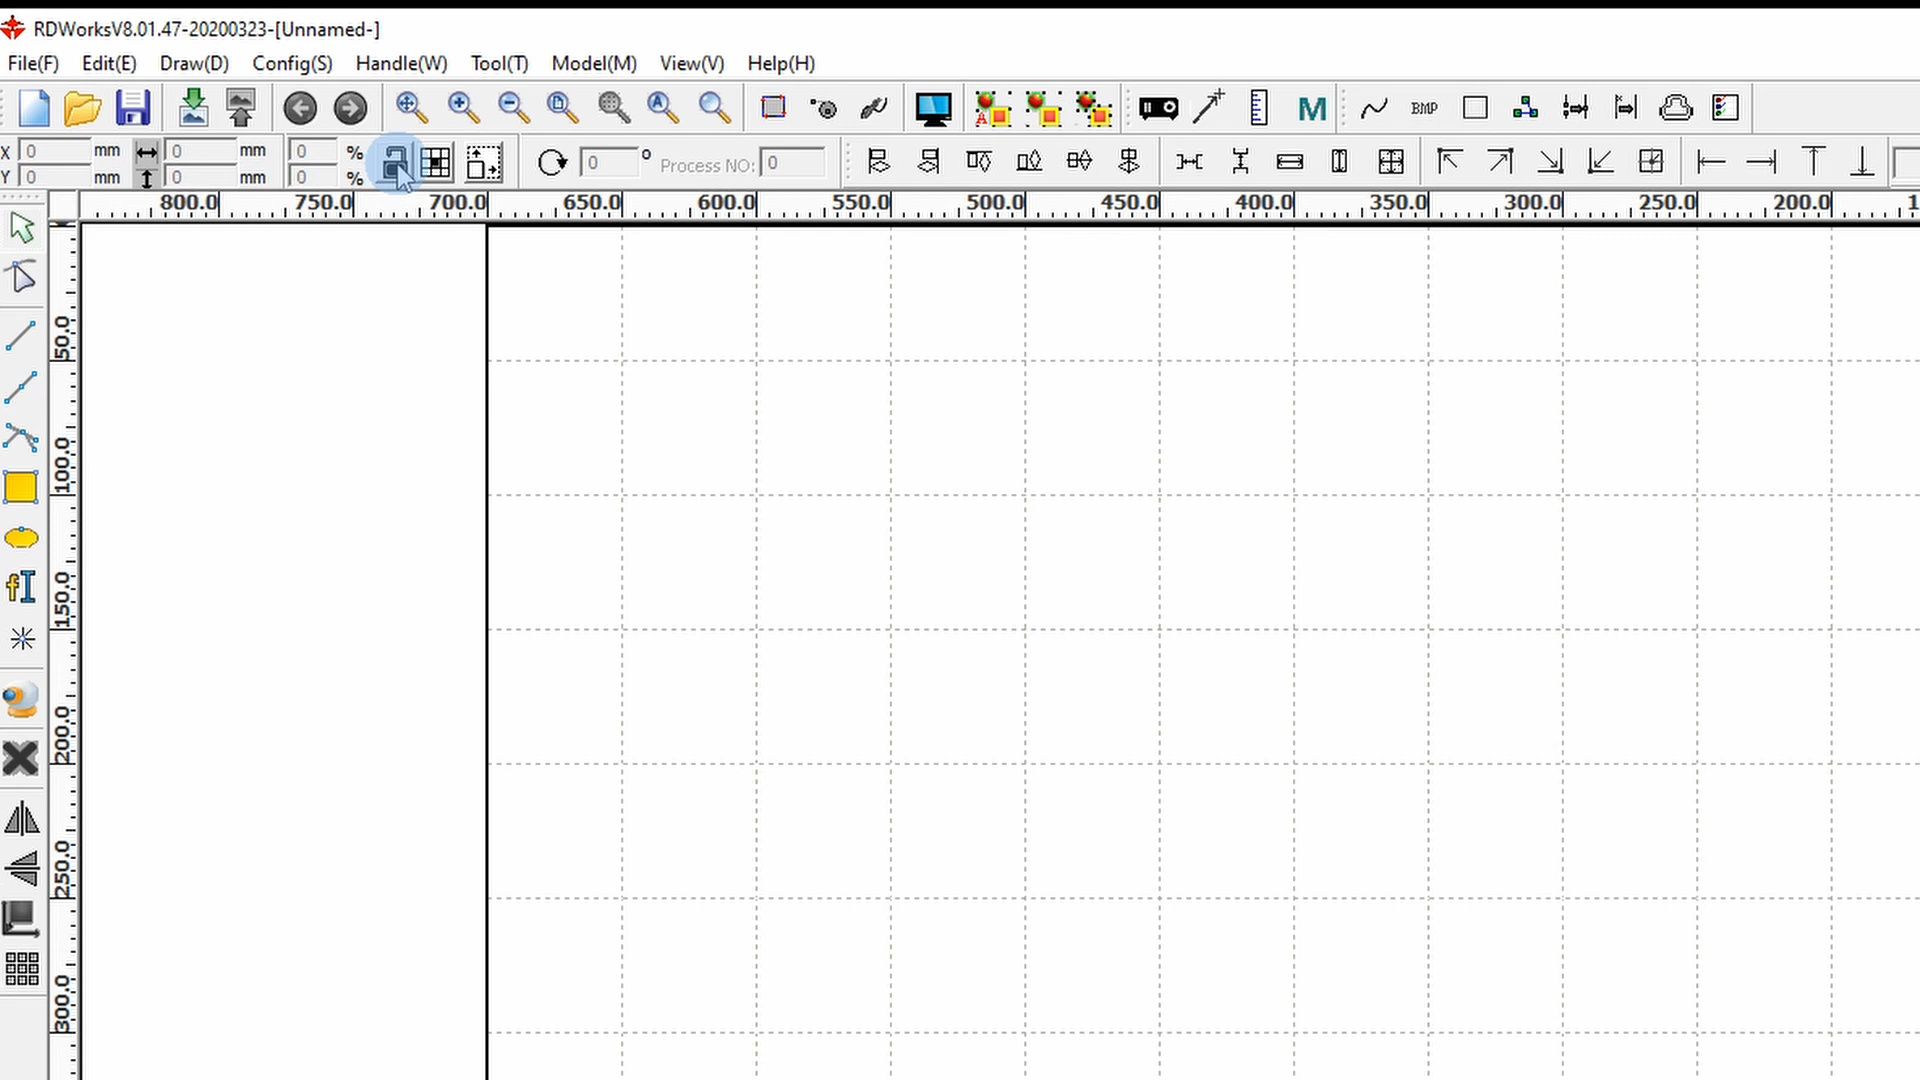 RDWorksV8.01.47-20200323-[Unnamed-]
File(F) Edit(E) Draw(D) Config(S) Handle(W) Tool(T) Model(M) View(V) Help(H)
A A M BMP
X 0 mm 0 mm 0 %
Y 0 mm 0 mm 0 %
0 ° Process NO: 0
800.0 750.0 700.0 650.0 600.0 550.0 500.0 450.0 400.0 350.0 300.0 250.0 200.0 1
50.0
100.0
150.0
200.0
250.0
300.0